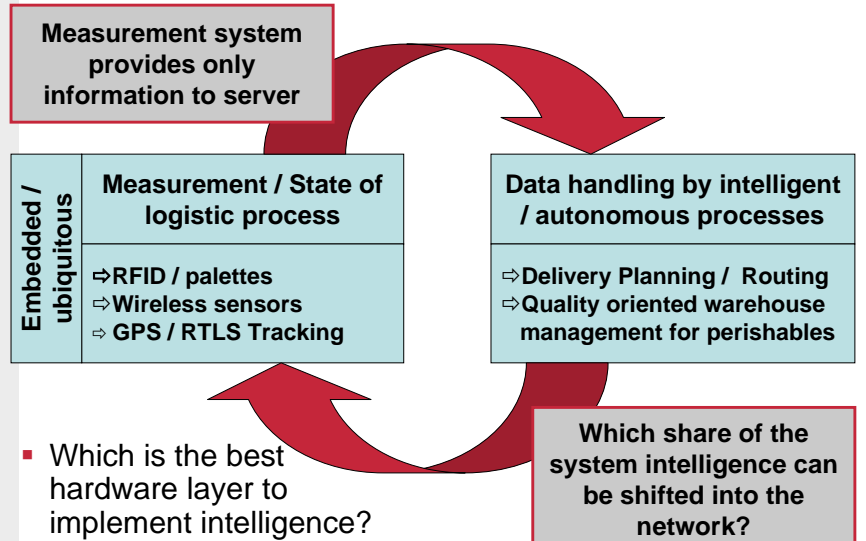 Measurement system
provides only
information to server
Embedded /
ubiquitous
Measurement / State of
logistic process
⇨RFID / palettes
⇨Wireless sensors
⇨ GPS / RTLS Tracking
Data handling by intelligent
/ autonomous processes
⇨Delivery Planning / Routing
⇨Quality oriented warehouse
management for perishables
▪ Which is the best
hardware layer to
implement intelligence?
Which share of the
system intelligence can
be shifted into the
network?